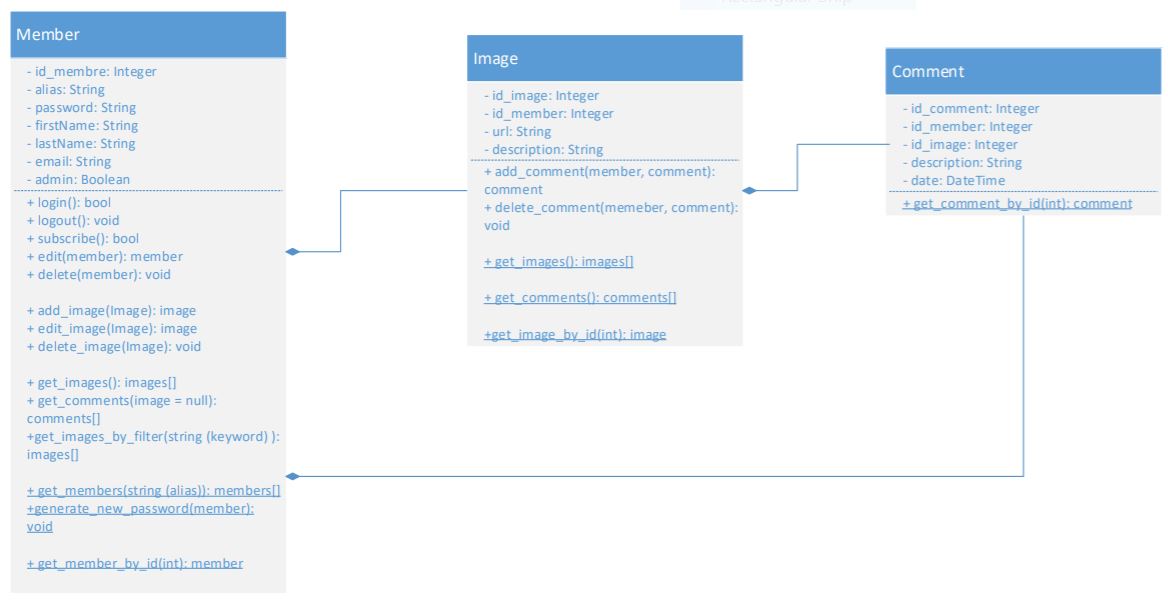 Rectangular Snip
Member
- id_membre: Integer
- alias: String
- password: String
- firstName: String
- lastName: String
- email: String
- admin: Boolean
+ login(): bool
+ logout(): void
+ subscribe(): bool
+ edit(member): member
+ delete(member): void
+ add_image(Image): image
+ edit_image(Image): image
+ delete_image(Image): void
+ get_images(): images[]
+ get_comments(image = null):
comments[]
+get_images_by_filter(string (keyword) ):
images[]
+ get_members(string (alias)): members[]
+generate_new_password(member):
void
+ get_member_by_id(int): member
Image
- id_image: Integer
- id_member: Integer
- url: String
- description: String
+ add_comment(member, comment):
comment
+ delete_comment(memeber, comment):
void
+ get_images(): images[]
+ get_comments(): comments[]
+get_image_by_id(int): image
Comment
- id_comment: Integer
- id_member: Integer
- id_image: Integer
- description: String
- date: DateTime
+ get_comment_by_id(int): comment